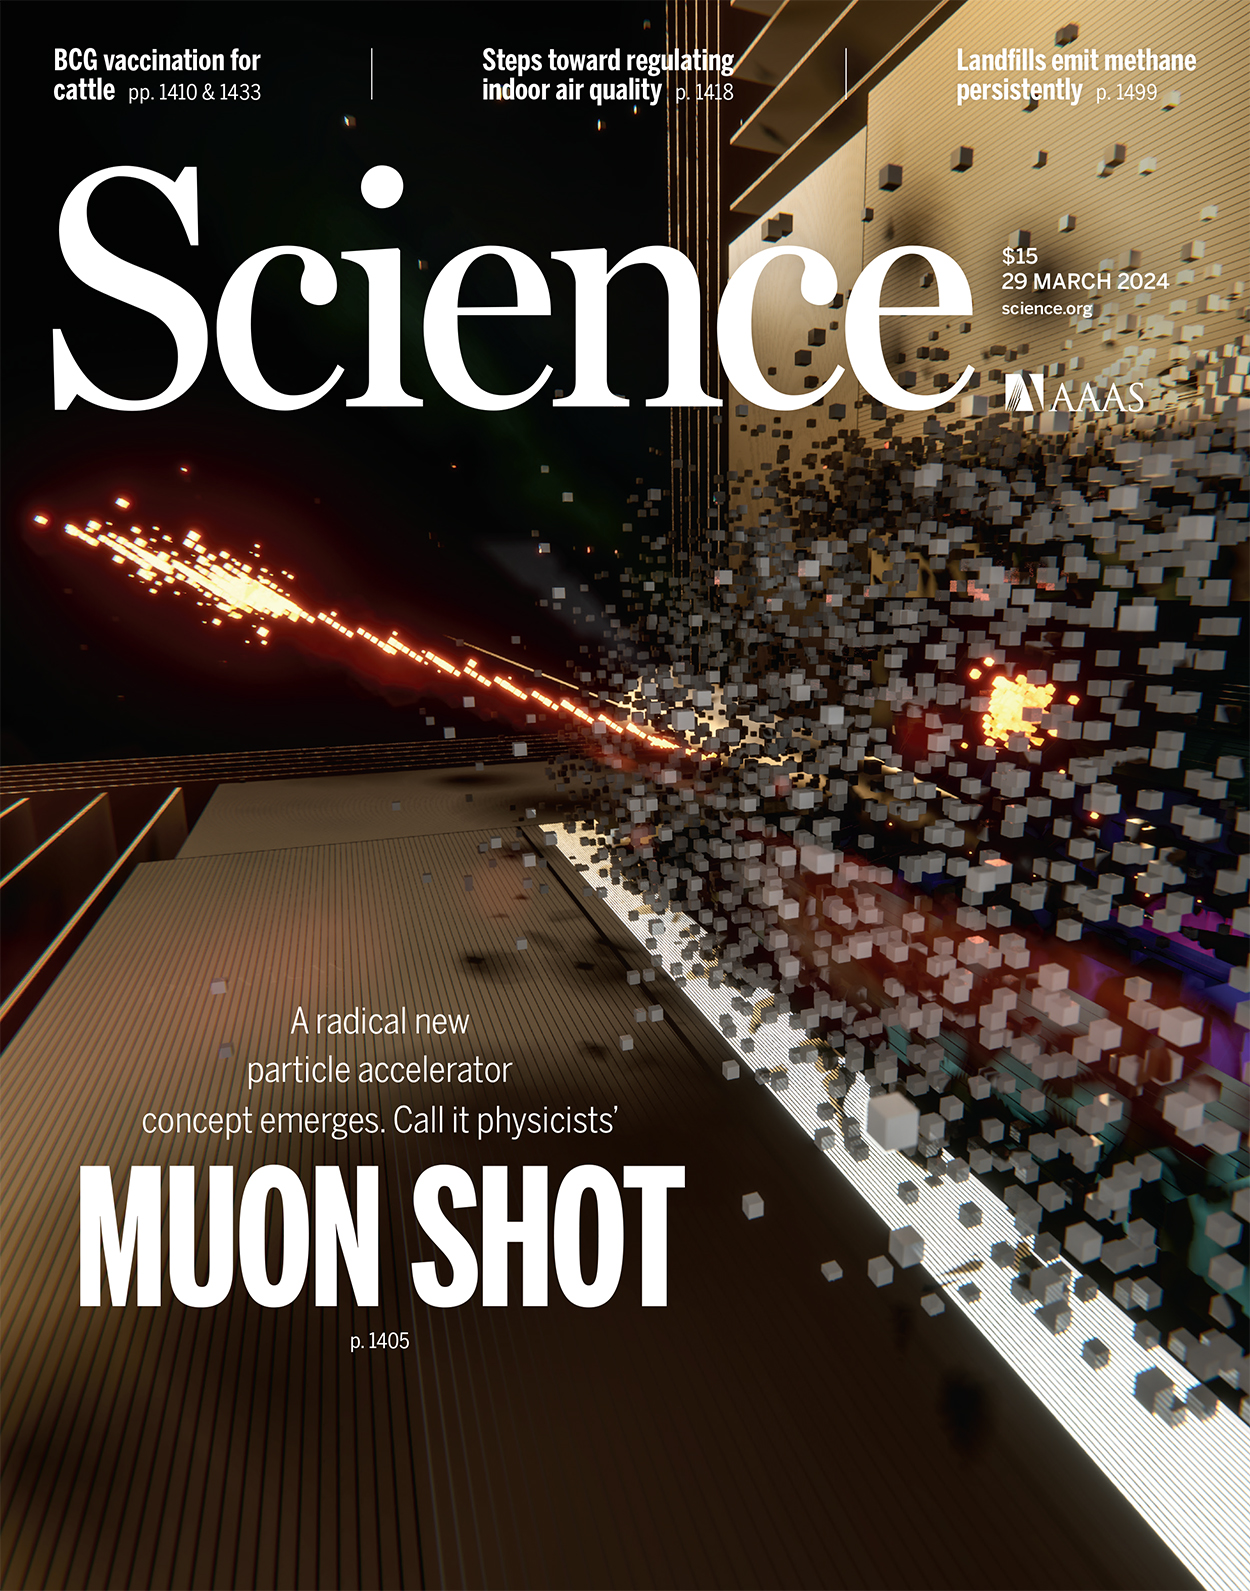 BCG vaccination for
cattle pp. 1410 & 1433
Steps toward regulating
indoor air quality p. 1418
Landfills emit methane
persistently p. 1499
Science
$15
29 MARCH 2024
science.org
AAAS
A radical new
particle accelerator
concept emerges. Call it physicists’
MUON SHOT
p. 1405